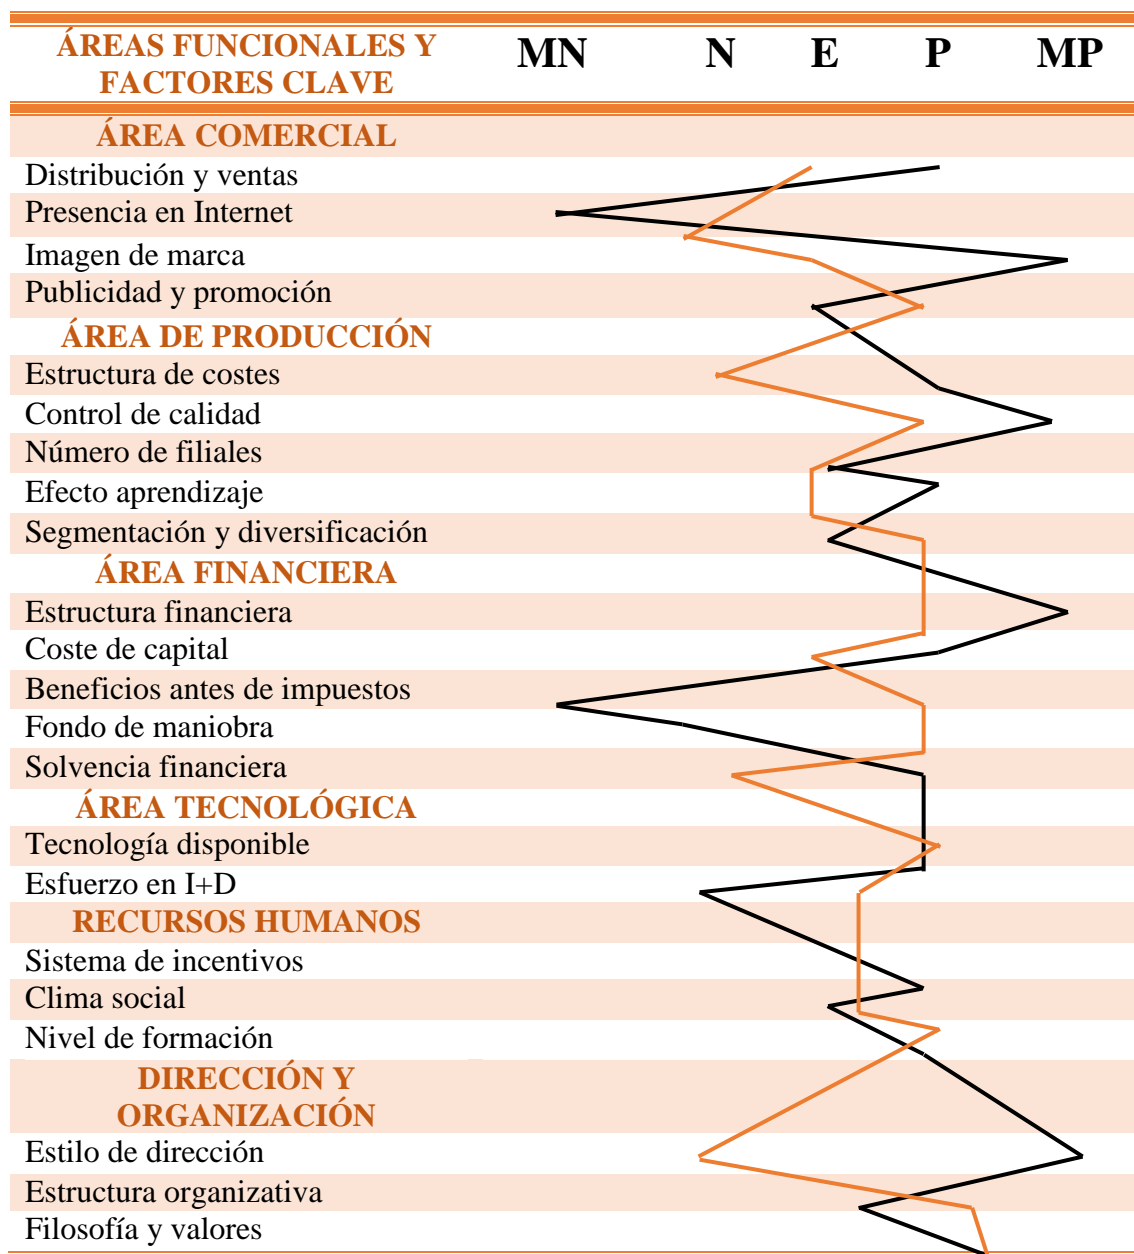 ÁREAS FUNCIONALES Y FACTORES CLAVE MN N E P MP
ÁREA COMERCIAL
Distribución y ventas
Presencia en Internet
Imagen de marca
Publicidad y promoción
ÁREA DE PRODUCCIÓN
Estructura de costes
Control de calidad
Número de filiales
Efecto aprendizaje
Segmentación y diversificación
ÁREA FINANCIERA
Estructura financiera
Coste de capital
Beneficios antes de impuestos
Fondo de maniobra
Solvencia financiera
ÁREA TECNOLÓGICA
Tecnología disponible
Esfuerzo en I+D
RECURSOS HUMANOS
Sistema de incentivos
Clima social
Nivel de formación
DIRECCIÓN Y
ORGANIZACIÓN
Estilo de dirección
Estructura organizativa
Filosofía y valores